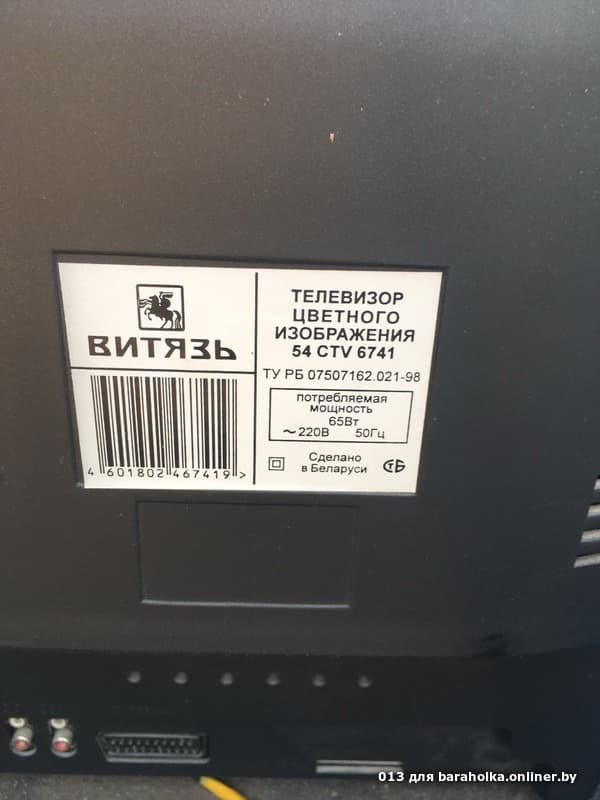 ВИТЯЗЬ
4 601802 467419 >
ТЕЛЕВИЗОР
ЦВЕТНОГО
ИЗОБРАЖЕНИЯ
54 CTV 6741
ТУ РБ 07507162.021-98
потребляемая
мощность
65Вт
~220В 50Гц
Сделано
в Беларуси
СТБ
013 для baraholka.onliner.by